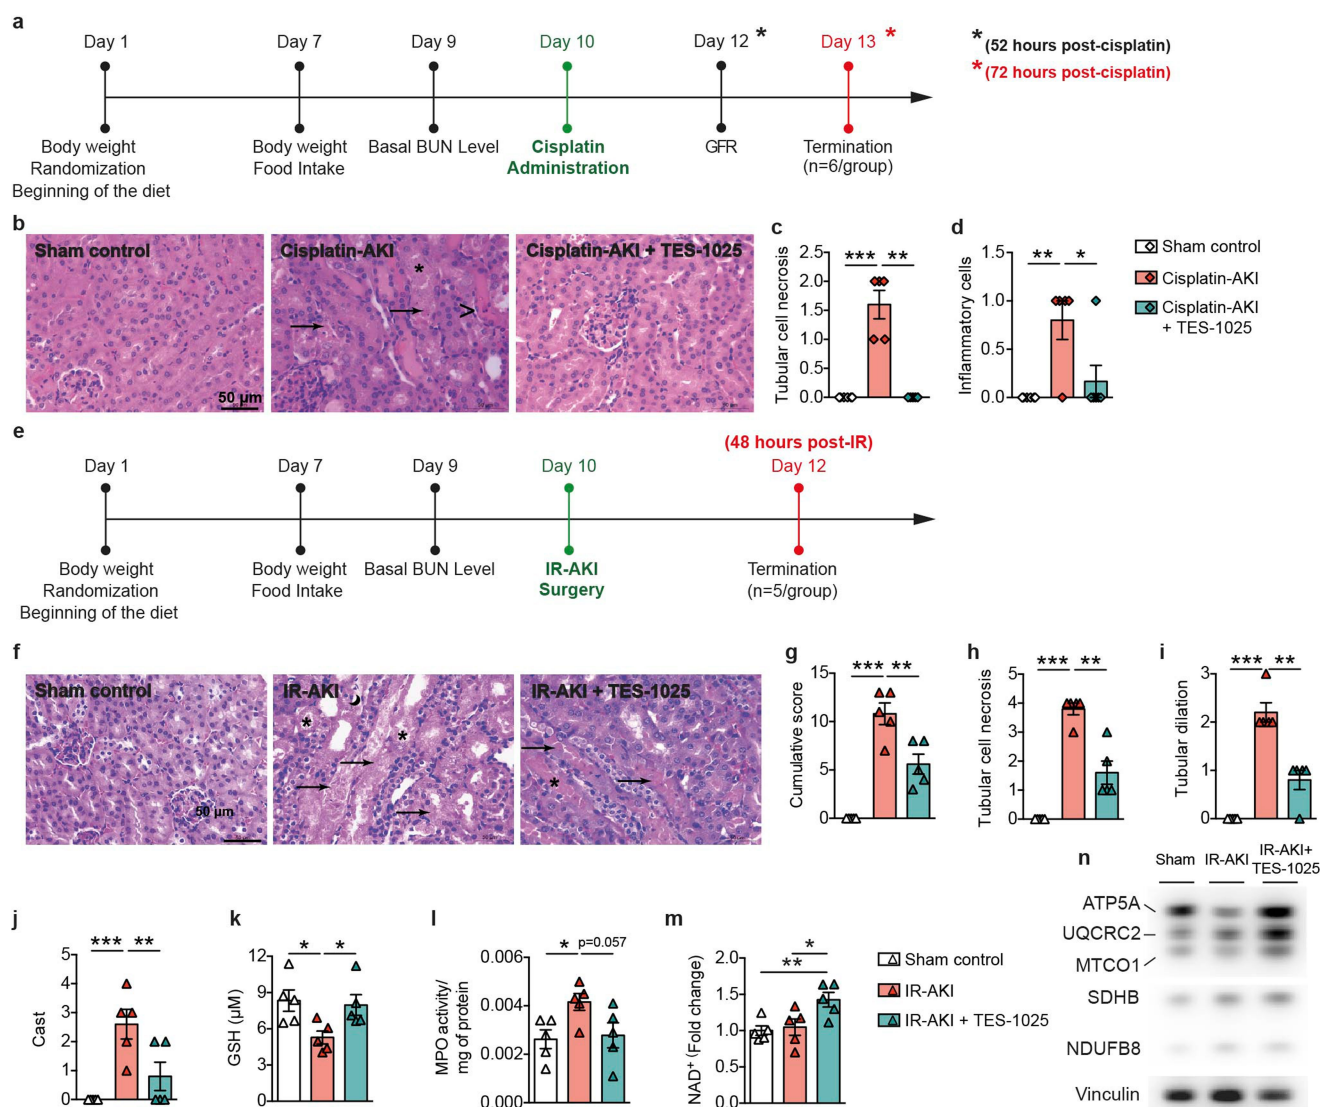 a
Day 1
Day 7
Day 9
Day 10
Day 12 *
Day 13 *
* (52 hours post-cisplatin)
* (72 hours post-cisplatin)
Body weight
Randomization
Beginning of the diet
Body weight
Food Intake
Basal BUN Level
Cisplatin
Administration
GFR
Termination
(n=6/group)
b
Sham control
50 µm
Cisplatin-AKI
*
>
Cisplatin-AKI + TES-1025
c
Tubular cell necrosis
2.5
2.0
1.5
1.0
0.5
0.0
*** **
d
Inflammatory cells
1.5
1.0
0.5
0.0
** *
Sham control
Cisplatin-AKI
Cisplatin-AKI
+ TES-1025
e
(48 hours post-IR)
Day 1
Day 7
Day 9
Day 10
Day 12
Body weight
Randomization
Beginning of the diet
Body weight
Food Intake
Basal BUN Level
IR-AKI
Surgery
Termination
(n=5/group)
f
Sham control
50 µm
IR-AKI
*
*
IR-AKI + TES-1025
*
g
Cumulative score
15
10
5
0
*** **
h
Tubular cell necrosis
5
4
3
2
1
0
*** **
i
Tubular dilation
3
2
1
0
*** **
j
Cast
5
4
3
2
1
0
*** **
k
GSH (µM)
12
9
6
3
0
* *
l
MPO activity/
mg of protein
0.006
0.004
0.002
0.000
* p=0.057
m
NAD+ (Fold change)
2.0
1.5
1.0
0.5
0.0
*
**
Sham control
IR-AKI
IR-AKI + TES-1025
n
Sham
IR-AKI
IR-AKI+
TES-1025
ATP5A
UQCRC2
MTCO1
SDHB
NDUFB8
Vinculin